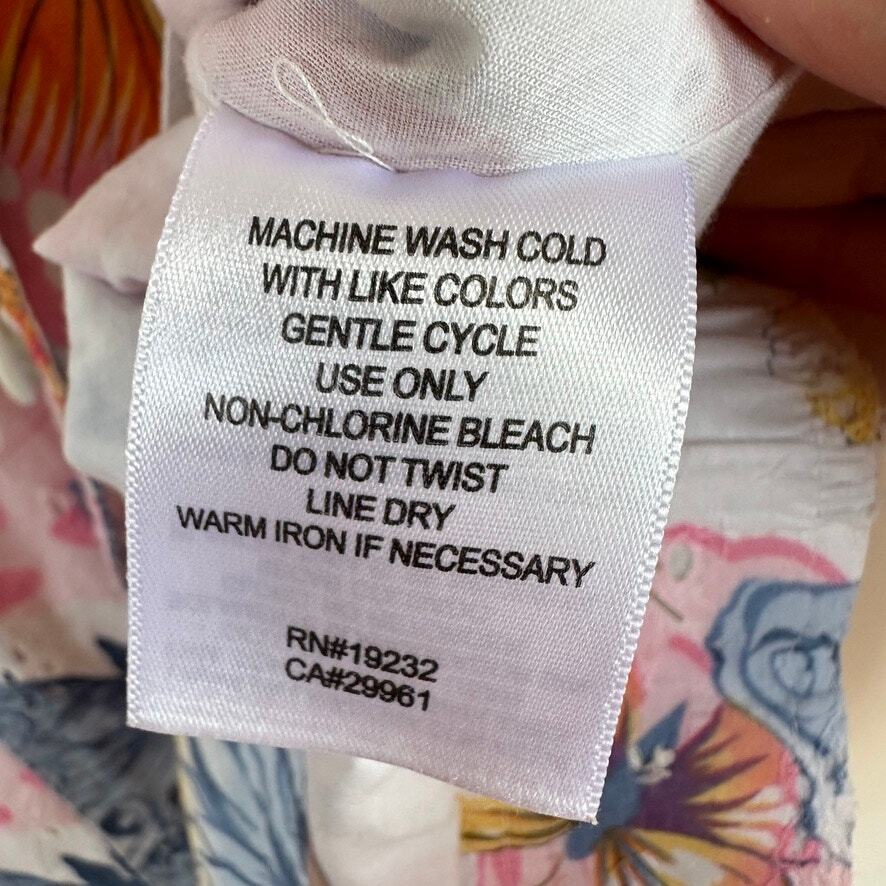 MACHINE WASH COLD
WITH LIKE COLORS
GENTLE CYCLE
USE ONLY
NON-CHLORINE BLEACH
DO NOT TWIST
LINE DRY
WARM IRON IF NECESSARY
RN#19232
CA#29961